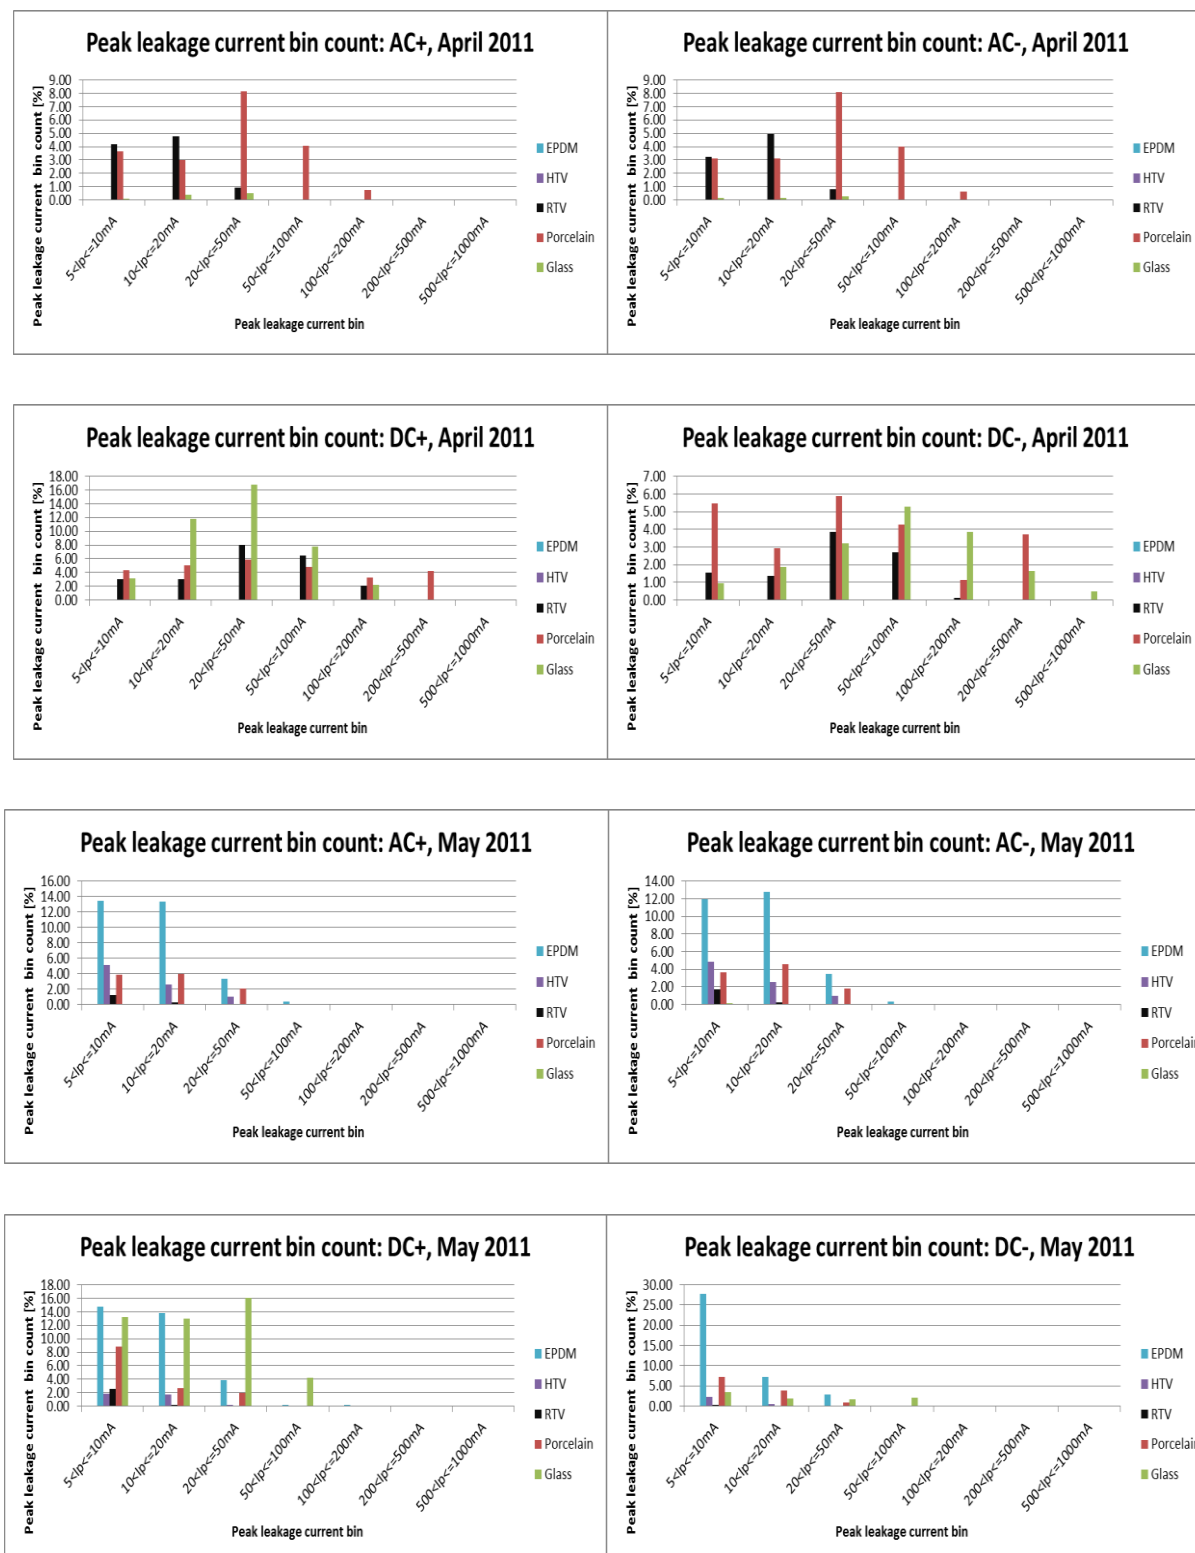 Peak leakage current bin count: AC+, April 2011
Peak leakage current bin count [%]
9.00
8.00
7.00
6.00
5.00
4.00
3.00
2.00
1.00
0.00
5<Ip<=10mA
10<Ip<=20mA
20<Ip<=50mA
50<Ip<=100mA
100<Ip<=200mA
200<Ip<=500mA
500<Ip<=1000mA
Peak leakage current bin
EPDM
HTV
RTV
Porcelain
Glass
Peak leakage current bin count: AC-, April 2011
Peak leakage current bin count [%]
9.00
8.00
7.00
6.00
5.00
4.00
3.00
2.00
1.00
0.00
5<Ip<=10mA
10<Ip<=20mA
20<Ip<=50mA
50<Ip<=100mA
100<Ip<=200mA
200<Ip<=500mA
500<Ip<=1000mA
Peak leakage current bin
EPDM
HTV
RTV
Porcelain
Glass
Peak leakage current bin count: DC+, April 2011
Peak leakage current bin count [%]
18.00
16.00
14.00
12.00
10.00
8.00
6.00
4.00
2.00
0.00
5<Ip<=10mA
10<Ip<=20mA
20<Ip<=50mA
50<Ip<=100mA
100<Ip<=200mA
200<Ip<=500mA
500<Ip<=1000mA
Peak leakage current bin
EPDM
HTV
RTV
Porcelain
Glass
Peak leakage current bin count: DC-, April 2011
Peak leakage current bin count [%]
7.00
6.00
5.00
4.00
3.00
2.00
1.00
0.00
5<Ip<=10mA
10<Ip<=20mA
20<Ip<=50mA
50<Ip<=100mA
100<Ip<=200mA
200<Ip<=500mA
500<Ip<=1000mA
Peak leakage current bin
EPDM
HTV
RTV
Porcelain
Glass
Peak leakage current bin count: AC+, May 2011
Peak leakage current bin count [%]
16.00
14.00
12.00
10.00
8.00
6.00
4.00
2.00
0.00
5<Ip<=10mA
10<Ip<=20mA
20<Ip<=50mA
50<Ip<=100mA
100<Ip<=200mA
200<Ip<=500mA
500<Ip<=1000mA
Peak leakage current bin
EPDM
HTV
RTV
Porcelain
Glass
Peak leakage current bin count: AC-, May 2011
Peak leakage current bin count [%]
14.00
12.00
10.00
8.00
6.00
4.00
2.00
0.00
5<Ip<=10mA
10<Ip<=20mA
20<Ip<=50mA
50<Ip<=100mA
100<Ip<=200mA
200<Ip<=500mA
500<Ip<=1000mA
Peak leakage current bin
EPDM
HTV
RTV
Porcelain
Glass
Peak leakage current bin count: DC+, May 2011
Peak leakage current bin count [%]
18.00
16.00
14.00
12.00
10.00
8.00
6.00
4.00
2.00
0.00
5<Ip<=10mA
10<Ip<=20mA
20<Ip<=50mA
50<Ip<=100mA
100<Ip<=200mA
200<Ip<=500mA
500<Ip<=1000mA
Peak leakage current bin
EPDM
HTV
RTV
Porcelain
Glass
Peak leakage current bin count: DC-, May 2011
Peak leakage current bin count [%]
30.00
25.00
20.00
15.00
10.00
5.00
0.00
5<Ip<=10mA
10<Ip<=20mA
20<Ip<=50mA
50<Ip<=100mA
100<Ip<=200mA
200<Ip<=500mA
500<Ip<=1000mA
Peak leakage current bin
EPDM
HTV
RTV
Porcelain
Glass